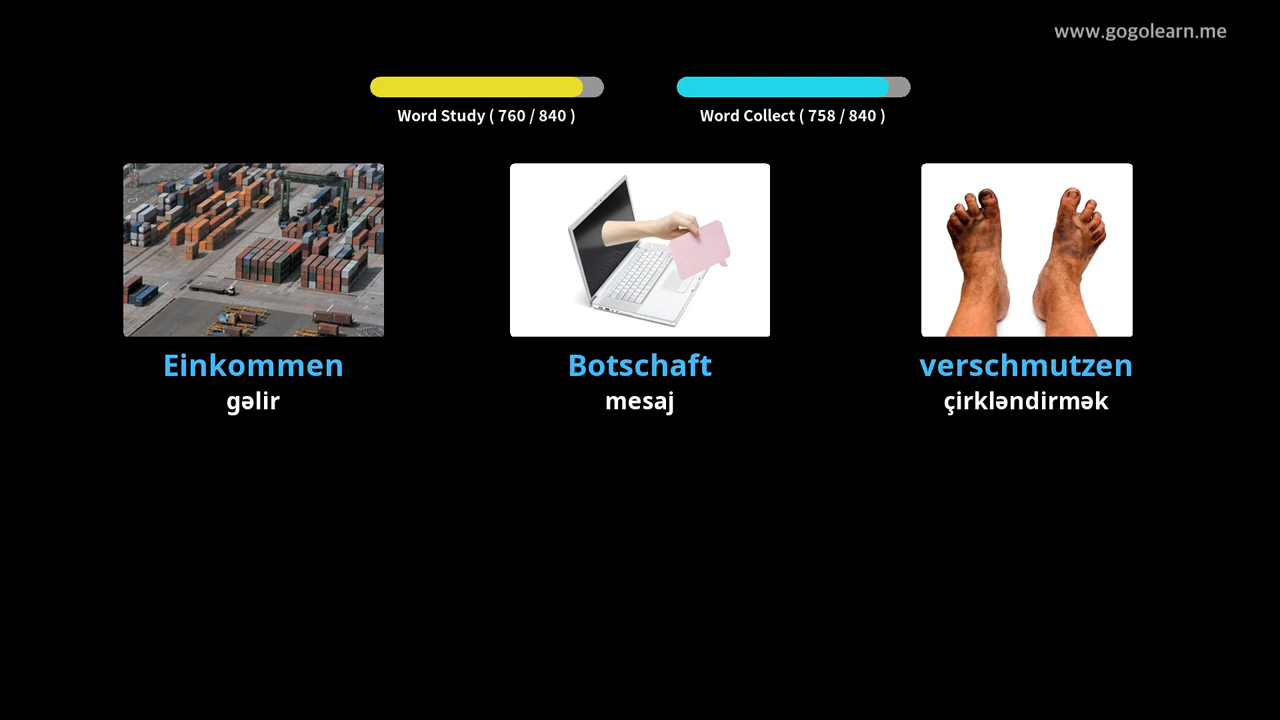 www.gogolearn.me
Word Study ( 760 / 840 )
Word Collect ( 758 / 840 )
Einkommen
gəlir
Botschaft
mesaj
verschmutzen
çirkləndirmək